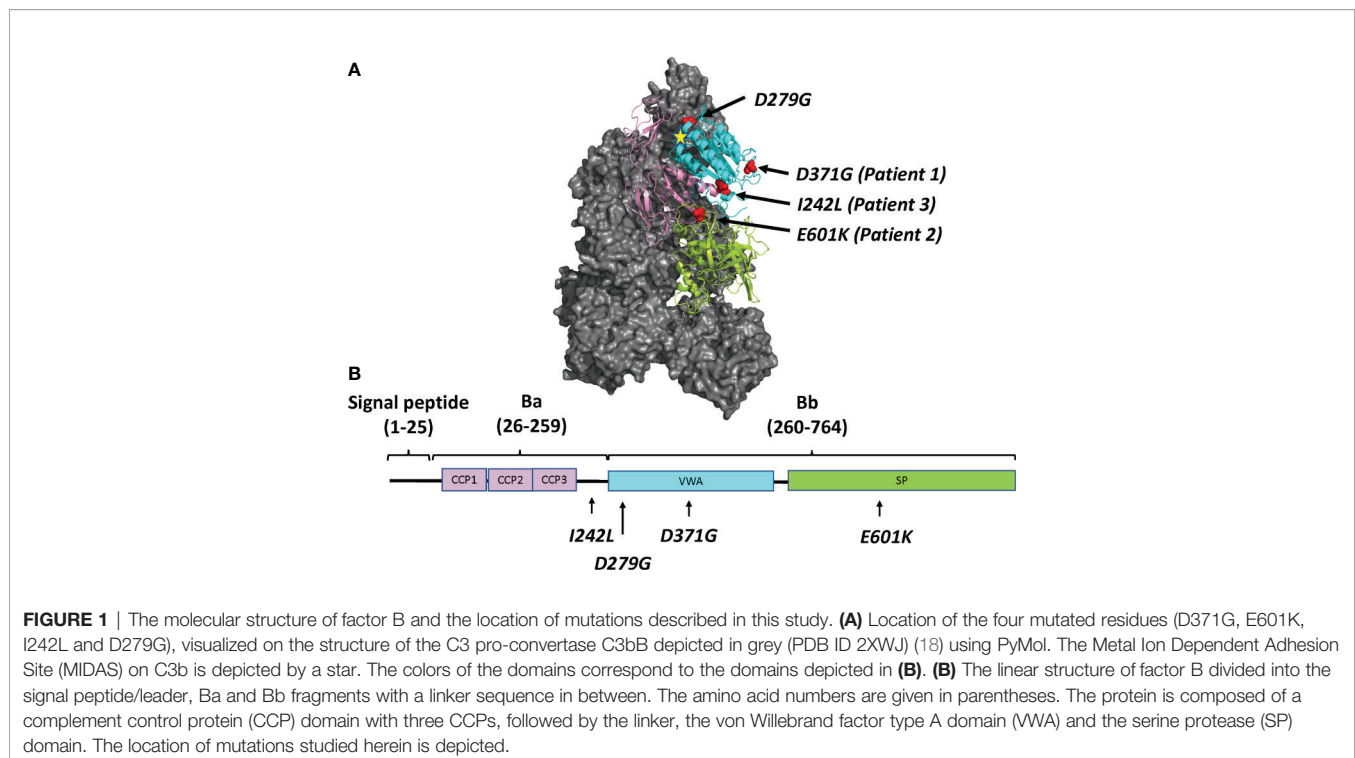 A
D279G
D371G (Patient 1)
I242L (Patient 3)
E601K (Patient 2)
B
Signal peptide
(1-25)
Ba
(26-259)
Bb
(260-764)
CCP1
CCP2
CCP3
VWA
SP
I242L
D279G
D371G
E601K
FIGURE 1 | The molecular structure of factor B and the location of mutations described in this study. (A) Location of the four mutated residues (D371G, E601K,
I242L and D279G), visualized on the structure of the C3 pro-convertase C3bB depicted in grey (PDB ID 2XWJ) (18) using PyMol. The Metal Ion Dependent Adhesion
Site (MIDAS) on C3b is depicted by a star. The colors of the domains correspond to the domains depicted in (B). (B) The linear structure of factor B divided into the
signal peptide/leader, Ba and Bb fragments with a linker sequence in between. The amino acid numbers are given in parentheses. The protein is composed of a
complement control protein (CCP) domain with three CCPs, followed by the linker, the von Willebrand factor type A domain (VWA) and the serine protease (SP)
domain. The location of mutations studied herein is depicted.